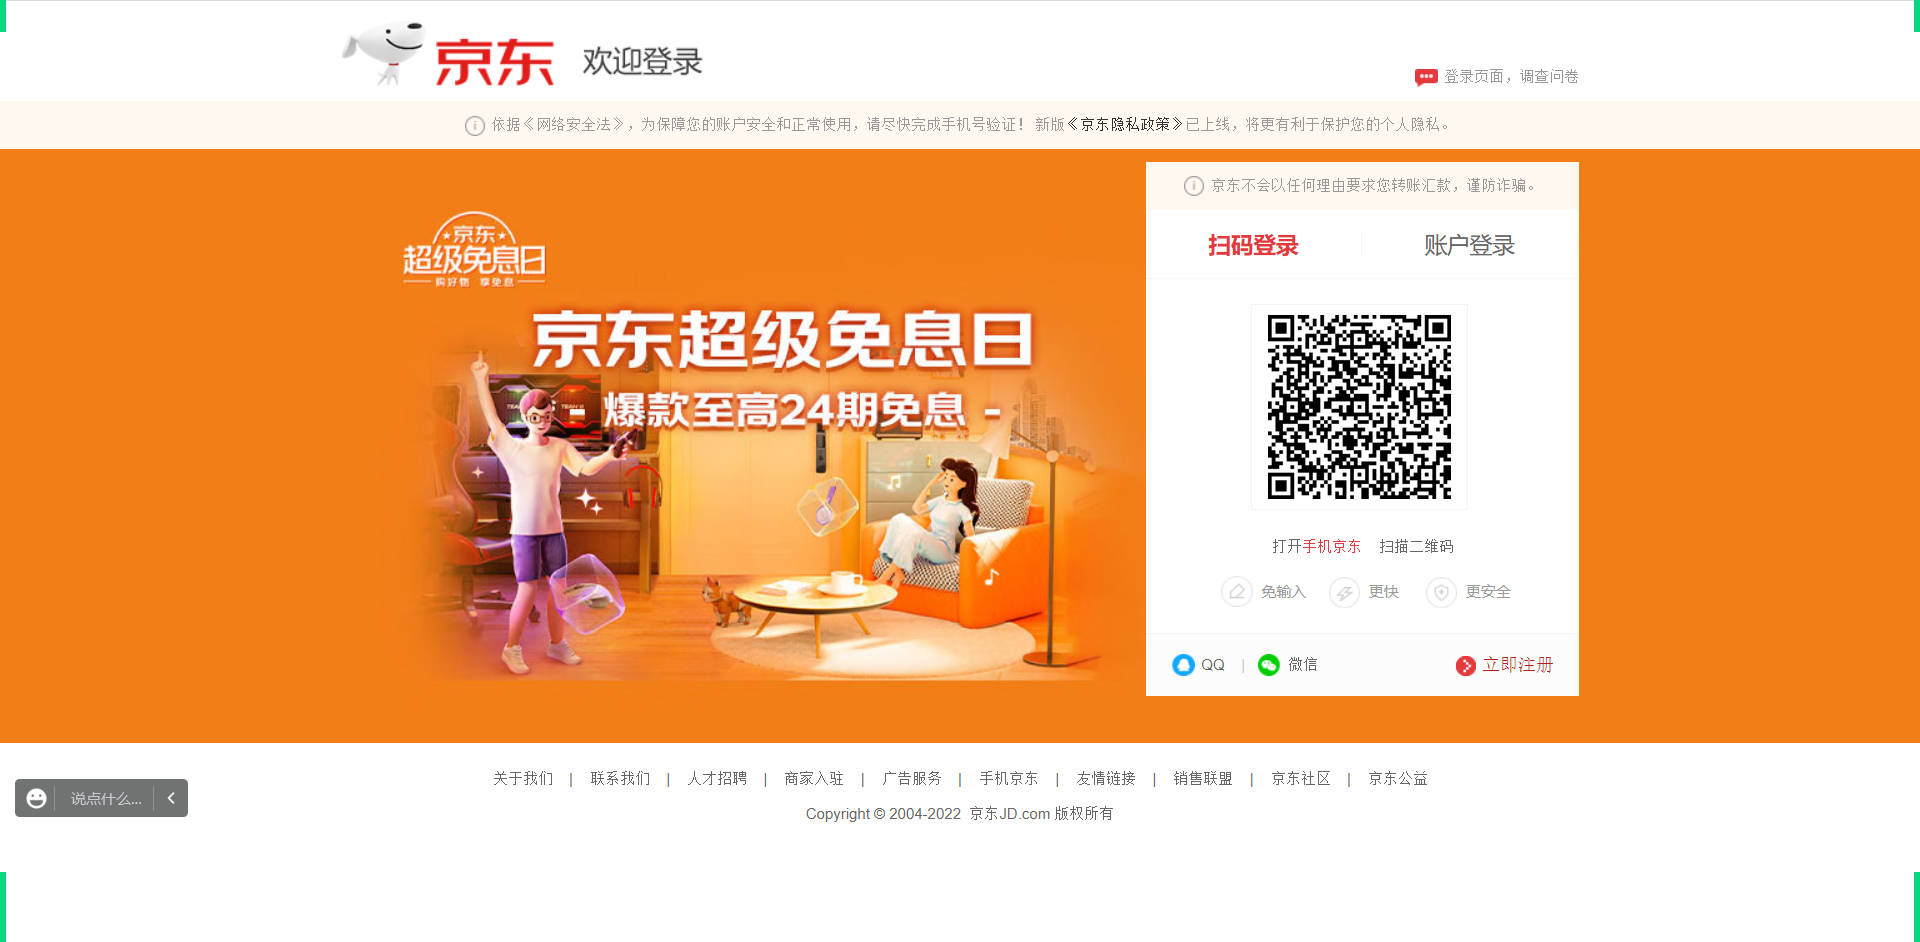 京东 欢迎登录
登录页面，调查问卷
依据《网络安全法》，为保障您的账户安全和正常使用，请尽快完成手机号验证！ 新版《京东隐私政策》已上线，将更有利于保护您的个人隐私。
京东不会以任何理由要求您转账汇款，谨防诈骗。
扫码登录 账户登录
京东
超级免息日
购好物 享免息
京东超级免息日
爆款至高24期免息 -
打开手机京东 扫描二维码
免输入 更快 更安全
QQ | 微信 立即注册
关于我们 | 联系我们 | 人才招聘 | 商家入驻 | 广告服务 | 手机京东 | 友情链接 | 销售联盟 | 京东社区 | 京东公益
说点什么...
Copyright © 2004-2022 京东JD.com 版权所有